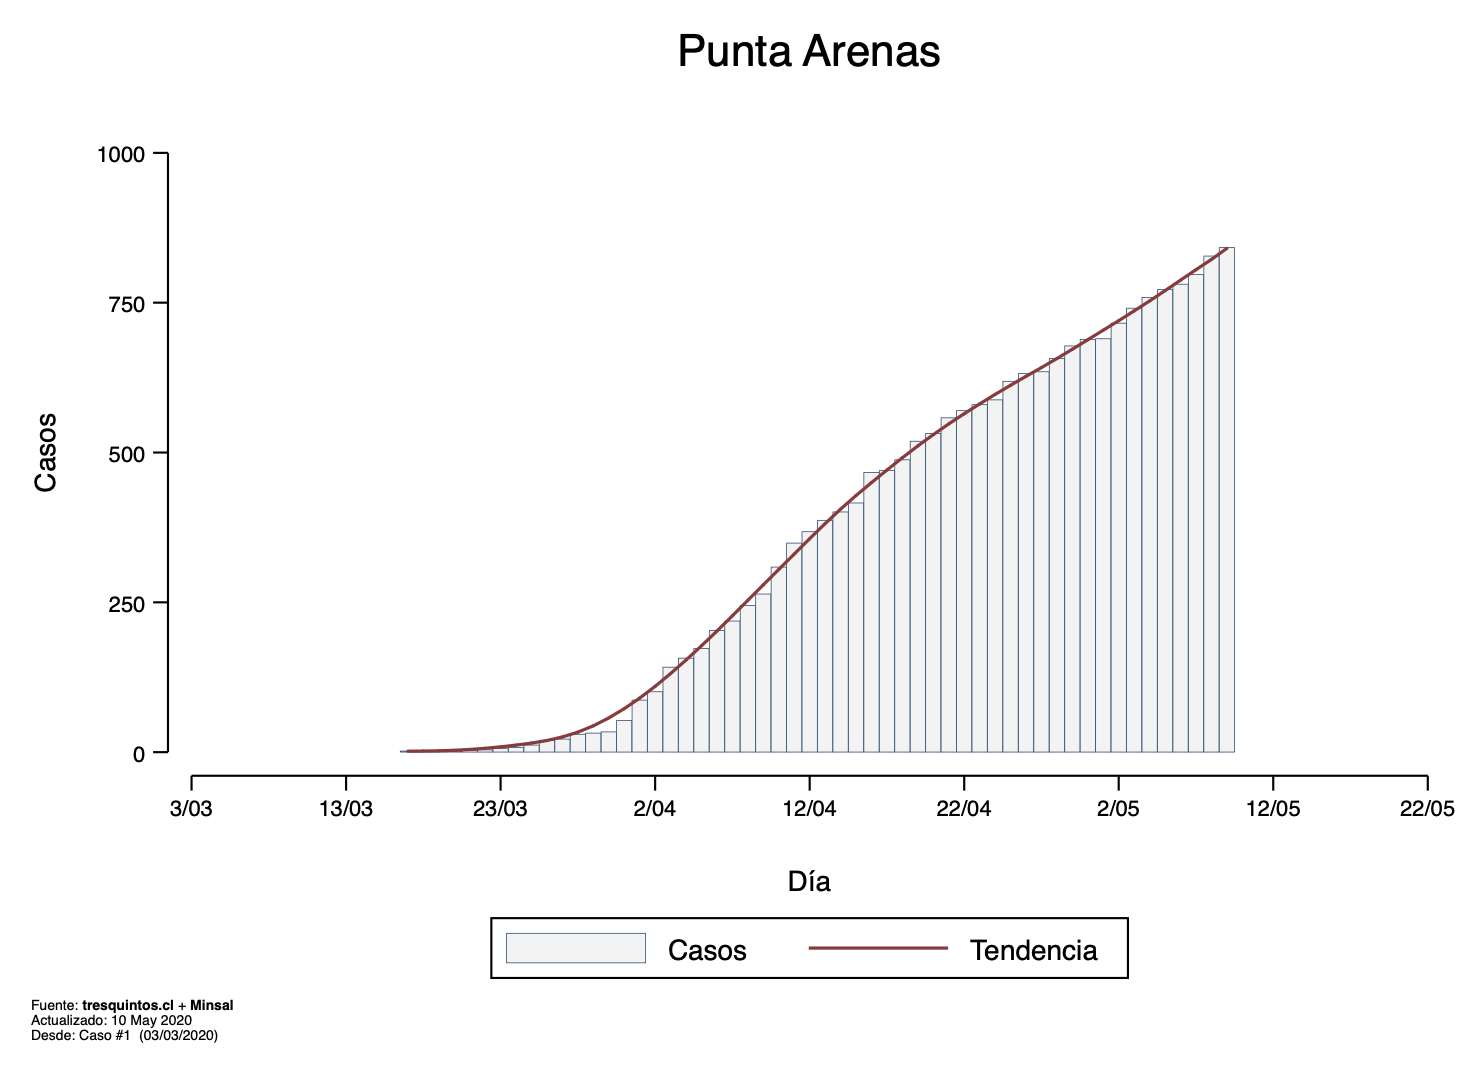 Punta Arenas
1000
750
500
250
0
Casos
3/03 13/03 23/03 2/04 12/04 22/04 2/05 12/05 22/05
Día
Casos Tendencia
Fuente: tresquintos.cl + Minsal
Actualizado: 10 May 2020
Desde: Caso #1 (03/03/2020)